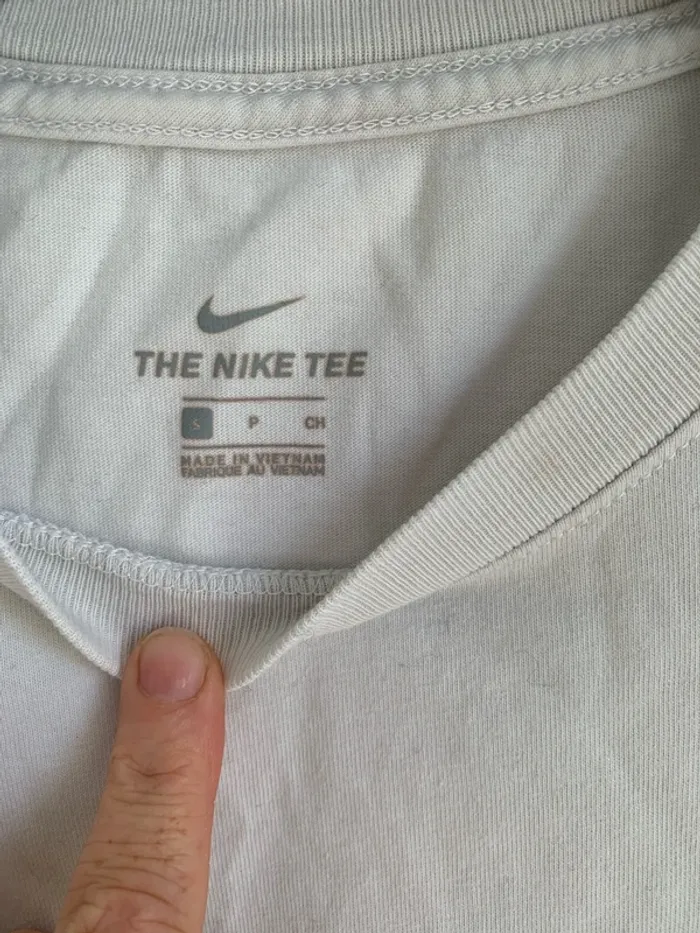 THE NIKE TEE
S P CH
MADE IN VIETNAM
FABRIQUE AU VIETNAM